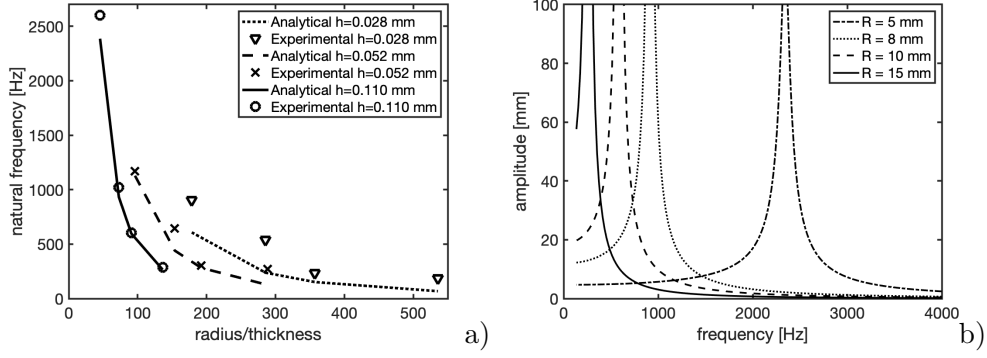 2500
2000
1500
1000
500
0
natural frequency [Hz]
Analytical h=0.028 mm
Experimental h=0.028 mm
Analytical h=0.052 mm
Experimental h=0.052 mm
Analytical h=0.110 mm
Experimental h=0.110 mm
0 100 200 300 400 500
radius/thickness
a)
100
80
60
40
20
0
amplitude [mm]
R = 5 mm
R = 8 mm
R = 10 mm
R = 15 mm
0 1000 2000 3000 4000
frequency [Hz]
b)